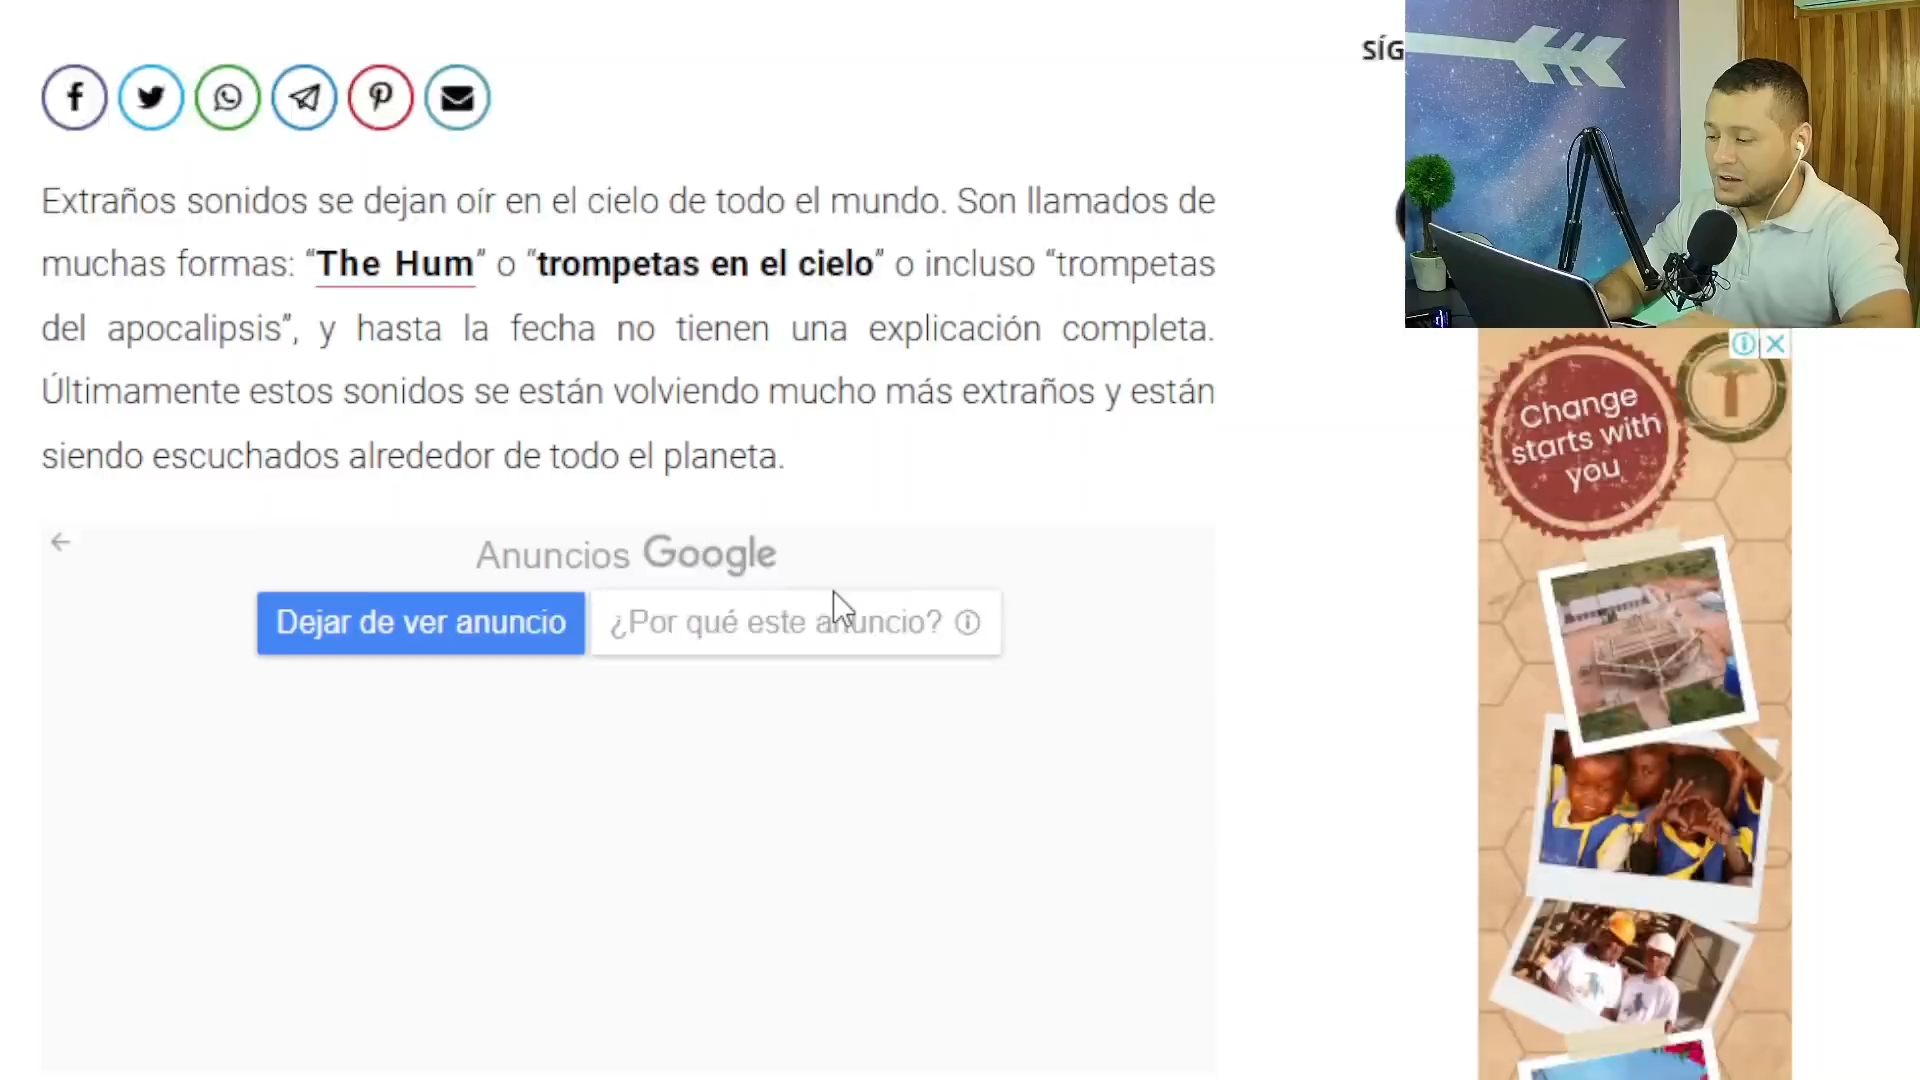 SÍG
Extraños sonidos se dejan oír en el cielo de todo el mundo. Son llamados de
muchas formas: “The Hum” o “trompetas en el cielo” o incluso “trompetas
del apocalipsis”, y hasta la fecha no tienen una explicación completa.
Últimamente estos sonidos se están volviendo mucho más extraños y están
siendo escuchados alrededor de todo el planeta.
Anuncios Google
Dejar de ver anuncio
¿Por qué este anuncio?
Change
starts with
you